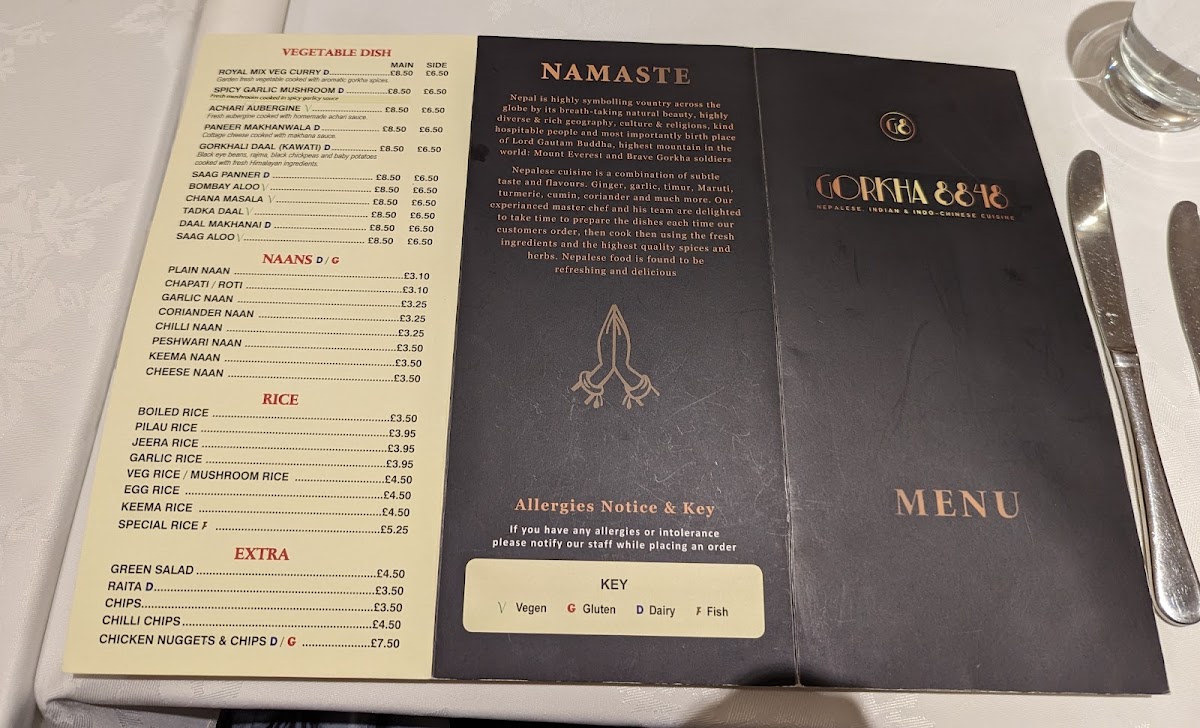 VEGETABLE DISH
MAIN SIDE
ROYAL MIX VEG CURRY D..................£8.50 £6.50
Garden fresh vegetable cooked with aromatic gorkha spices.
SPICY GARLIC MUSHROOM D...........£8.50 £6.50
Fresh mushrooms cooked in spicy garlicy sauce
ACHARI AUBERGINE V....................£8.50 £6.50
Fresh aubergine cooked with homemade achari sauce.
PANEER MAKHANWALA D..................£8.50 £6.50
Cottage cheese cooked with makhana sauce.
GORKHALI DAAL (KAWATI) D............£8.50 £6.50
Black eye beans, rajma, black chickpeas and baby potatoes
cooked with fresh Himalayan ingredients.
SAAG PANNER D............................£8.50 £6.50
BOMBAY ALOO V............................£8.50 £6.50
CHANA MASALA V............................£8.50 £6.50
TADKA DAAL V...............................£8.50 £6.50
DAAL MAKHANAI D............................£8.50 £6.50
SAAG ALOO V...............................£8.50 £6.50
NAANS D / G
PLAIN NAAN ..........................................£3.10
CHAPATI / ROTI .......................................£3.10
GARLIC NAAN ..........................................£3.25
CORIANDER NAAN ....................................£3.25
CHILLI NAAN ..........................................£3.25
PESHWARI NAAN .......................................£3.50
KEEMA NAAN ..........................................£3.50
CHEESE NAAN ..........................................£3.50
RICE
BOILED RICE ..........................................£3.50
PILAU RICE ..........................................£3.95
JEERA RICE ..........................................£3.95
GARLIC RICE ..........................................£3.95
VEG RICE / MUSHROOM RICE ......................£4.50
EGG RICE .............................................£4.50
KEEMA RICE ..........................................£4.50
SPECIAL RICE F .......................................£5.25
EXTRA
GREEN SALAD ..........................................£4.50
RAITA D................................................£3.50
CHIPS...................................................£3.50
CHILLI CHIPS..........................................£4.50
CHICKEN NUGGETS & CHIPS D / G ..................£7.50
NAMASTE
Nepal is highly symbolling vountry across the
globe by its breath-taking natural beauty, highly
diverse & rich geography, culture & religions, kind
hospitable people and most importantly birth place
of Lord Gautam Buddha, highest mountain in the
world: Mount Everest and Brave Gorkha soldiers
Nepalese cuisine is a combination of subtle
taste and flavours. Ginger, garlic, timur, Maruti,
turmeric, cumin, coriander and much more. Our
experianced master chef and his team are delighted
to take time to prepare the dishes each time our
customers order, then cook then using the fresh
ingredients and the highest quality spices and
herbs. Nepalese food is found to be
refreshing and delicious
Allergies Notice & Key
If you have any allergies or intolerance
please notify our staff while placing an order
KEY
V Vegen G Gluten D Dairy F Fish
G8
GORKHA 8848
NEPALESE, INDIAN & INDO-CHINESE CUISINE
MENU